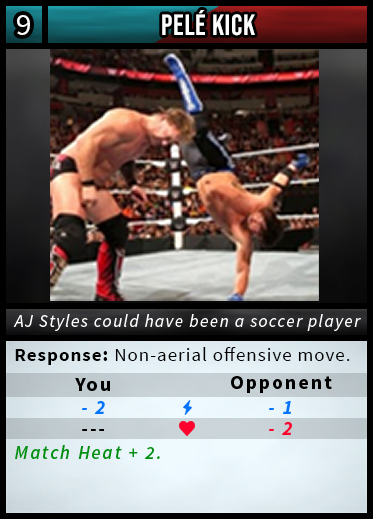 9
PELÉ KICK
AJ Styles could have been a soccer player
Response: Non-aerial offensive move.
You Opponent
- 2 - 1
--- - 2
Match Heat + 2.